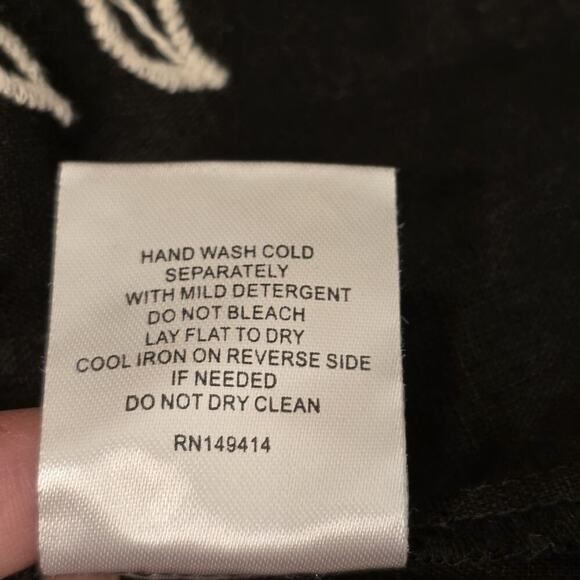 HAND WASH COLD
SEPARATELY
WITH MILD DETERGENT
DO NOT BLEACH
LAY FLAT TO DRY
COOL IRON ON REVERSE SIDE
IF NEEDED
DO NOT DRY CLEAN
RN149414